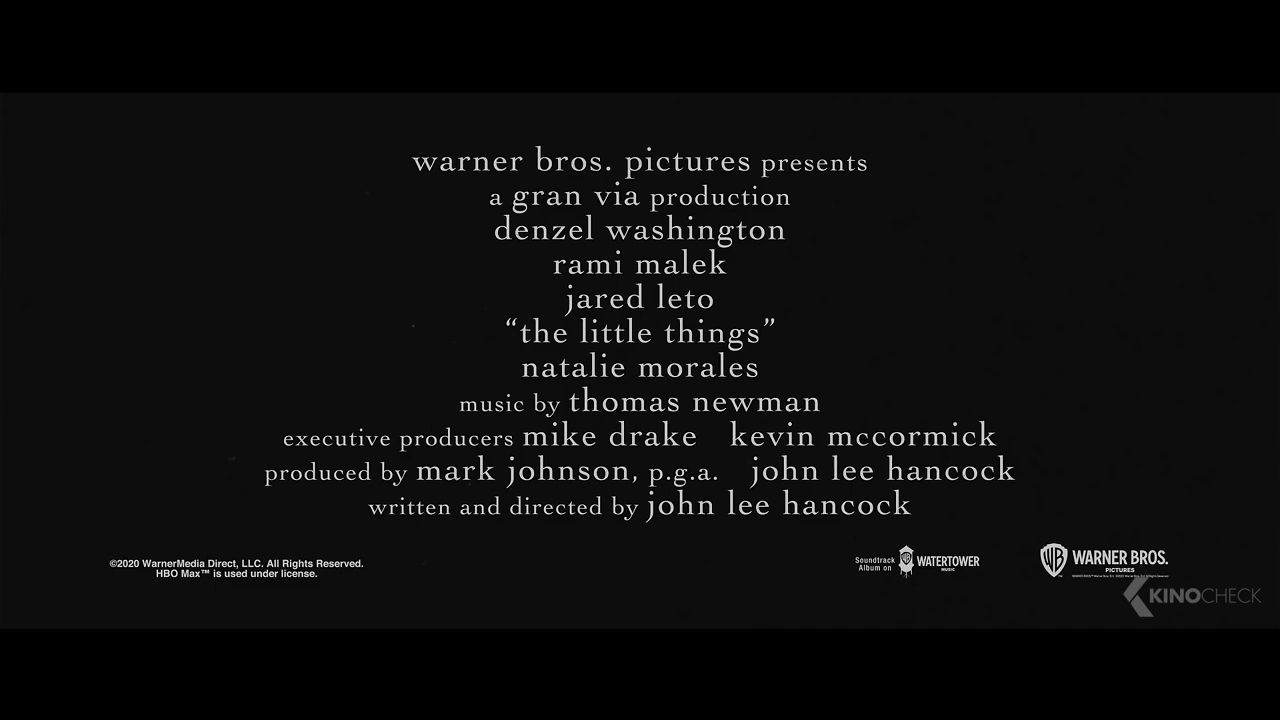 warner bros. pictures presents
a gran via production
denzel washington
rami malek
jared leto
“the little things”
natalie morales
music by thomas newman
executive producers mike drake kevin mccormick
produced by mark johnson, p.g.a. john lee hancock
written and directed by john lee hancock
©2020 WarnerMedia Direct, LLC. All Rights Reserved.
HBO Max™ is used under license.
Soundtrack
Album on
WATERTOWER
MUSIC
WB
WARNER BROS.
PICTURES
KINOCHECK